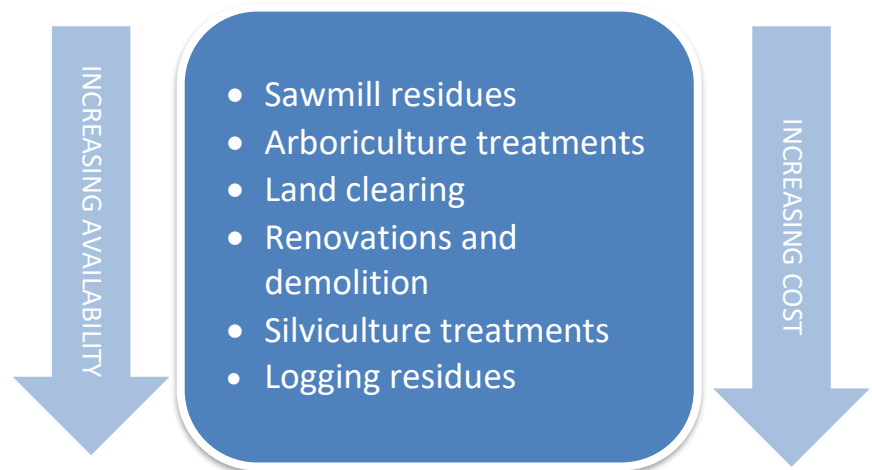 INCREASING AVAILABILITY
• Sawmill residues
• Arboriculture treatments
• Land clearing
• Renovations and
demolition
• Silviculture treatments
• Logging residues
INCREASING COST